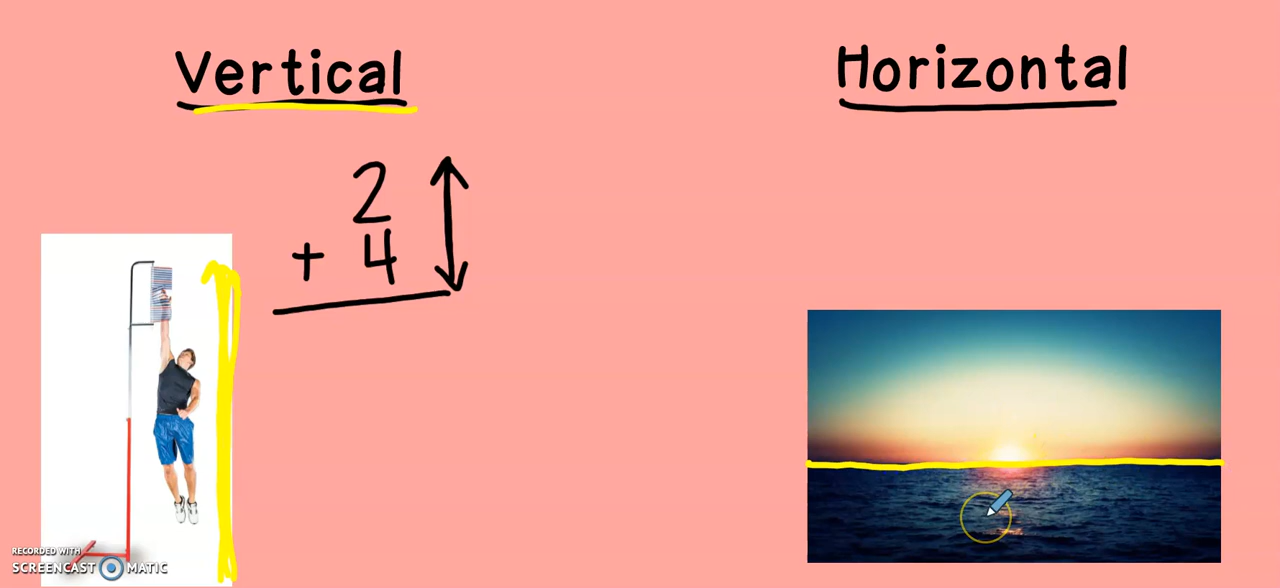 Vertical
Horizontal
2
+ 4
RECORDED WITH
SCREENCAST MATIC